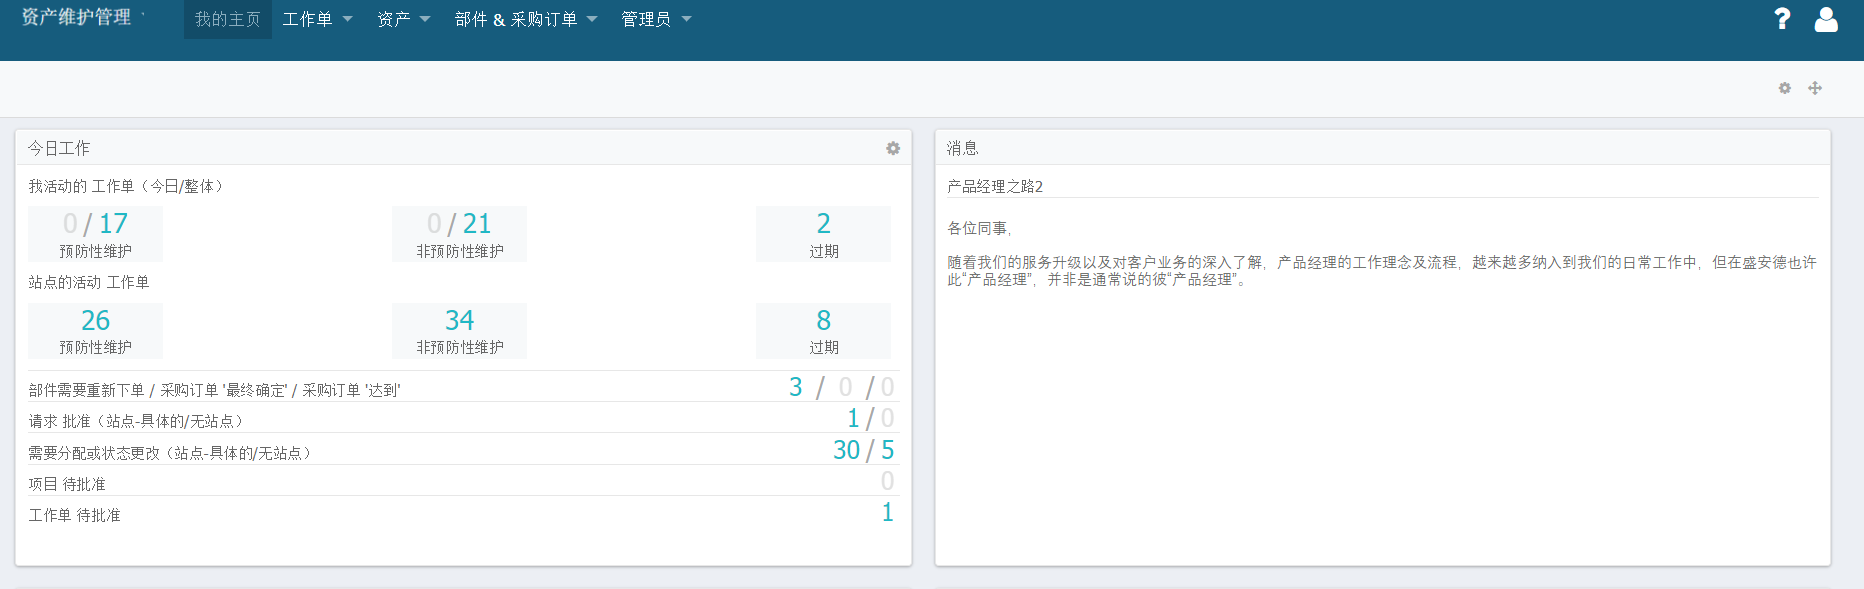 资产维护管理
我的主页 工作单 资产 部件 & 采购订单 管理员
今日工作
我活动的 工作单（今日/整体）
0 / 17 0 / 21 2
预防性维护 非预防性维护 过期
站点的活动 工作单
26 34 8
预防性维护 非预防性维护 过期
部件需要重新下单 / 采购订单 '最终确定' / 采购订单 '达到' 3 / 0 / 0
请求 批准（站点-具体的/无站点） 1 / 0
需要分配或状态更改（站点-具体的/无站点） 30 / 5
项目 待批准 0
工作单 待批准 1
消息
产品经理之路2
各位同事，
随着我们的服务升级以及对客户业务的深入了解，产品经理的工作理念及流程，越来越多纳入到我们的日常工作中，但在盛安德也许
此“产品经理”，并非是通常说的彼“产品经理”。